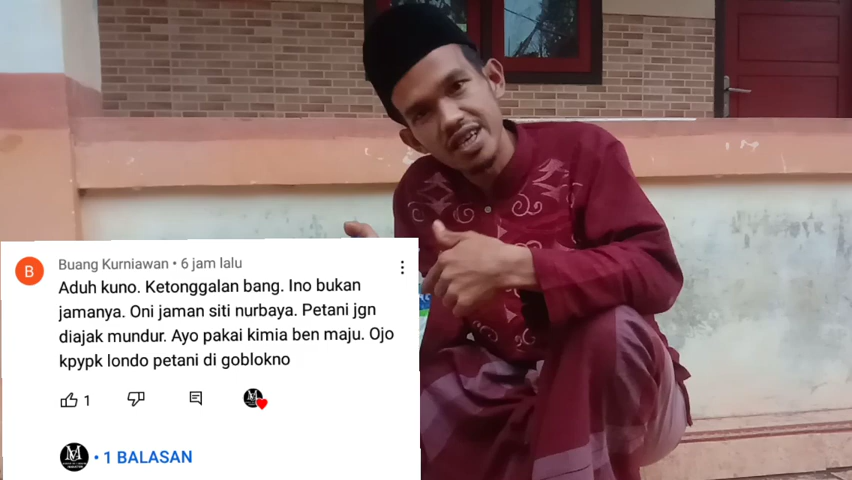 B
Buang Kurniawan • 6 jam lalu
Aduh kuno. Ketonggalan bang. Ino bukan
jamanya. Oni jaman siti nurbaya. Petani jgn
diajak mundur. Ayo pakai kimia ben maju. Ojo
kpypk londo petani di goblokno
1
• 1 BALASAN